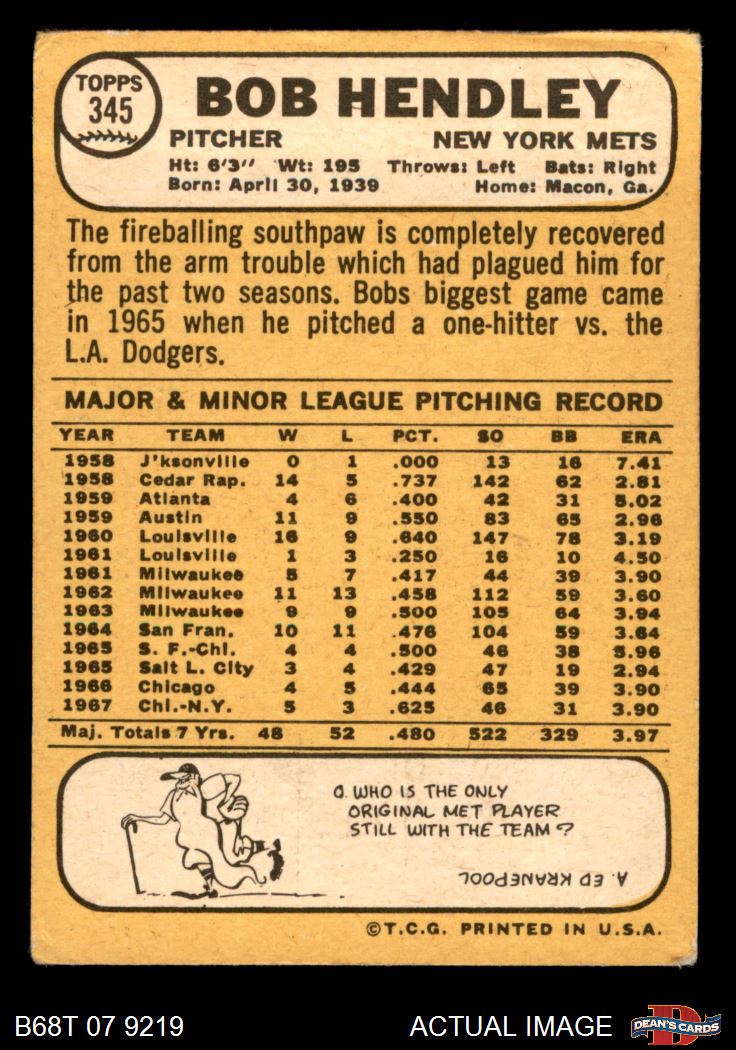 TOPPS
345
BOB HENDLEY
PITCHER NEW YORK METS
Ht: 6'3" Wt: 195 Throws: Left Bats: Right
Born: April 30, 1939 Home: Macon, Ga.
The fireballing southpaw is completely recovered
from the arm trouble which had plagued him for
the past two seasons. Bobs biggest game came
in 1965 when he pitched a one-hitter vs. the
L.A. Dodgers.
MAJOR & MINOR LEAGUE PITCHING RECORD
YEAR TEAM W L PCT. SO BB ERA
1958 J'ksonville 0 1 .000 13 16 7.41
1958 Cedar Rap. 14 5 .737 142 62 2.81
1959 Atlanta 4 6 .400 42 31 5.02
1959 Austin 11 9 .550 83 65 2.96
1960 Louisville 16 9 .640 147 78 3.19
1961 Louisville 1 3 .250 16 10 4.50
1961 Milwaukee 5 7 .417 44 39 3.90
1962 Milwaukee 11 13 .458 112 59 3.60
1963 Milwaukee 9 9 .500 105 64 3.94
1964 San Fran. 10 11 .476 104 59 3.64
1965 S. F.-Chi. 4 4 .500 46 38 5.96
1965 Salt L. City 3 4 .429 47 19 2.94
1966 Chicago 4 5 .444 65 39 3.90
1967 Chi.-N.Y. 5 3 .625 46 31 3.90
Maj. Totals 7 Yrs. 48 52 .480 522 329 3.97
Q. WHO IS THE ONLY
ORIGINAL MET PLAYER
STILL WITH THE TEAM?
A. ED KRANEPOOL
©T.C.G. PRINTED IN U.S.A.
B68T 07 9219 ACTUAL IMAGE DEAN'S CARDS